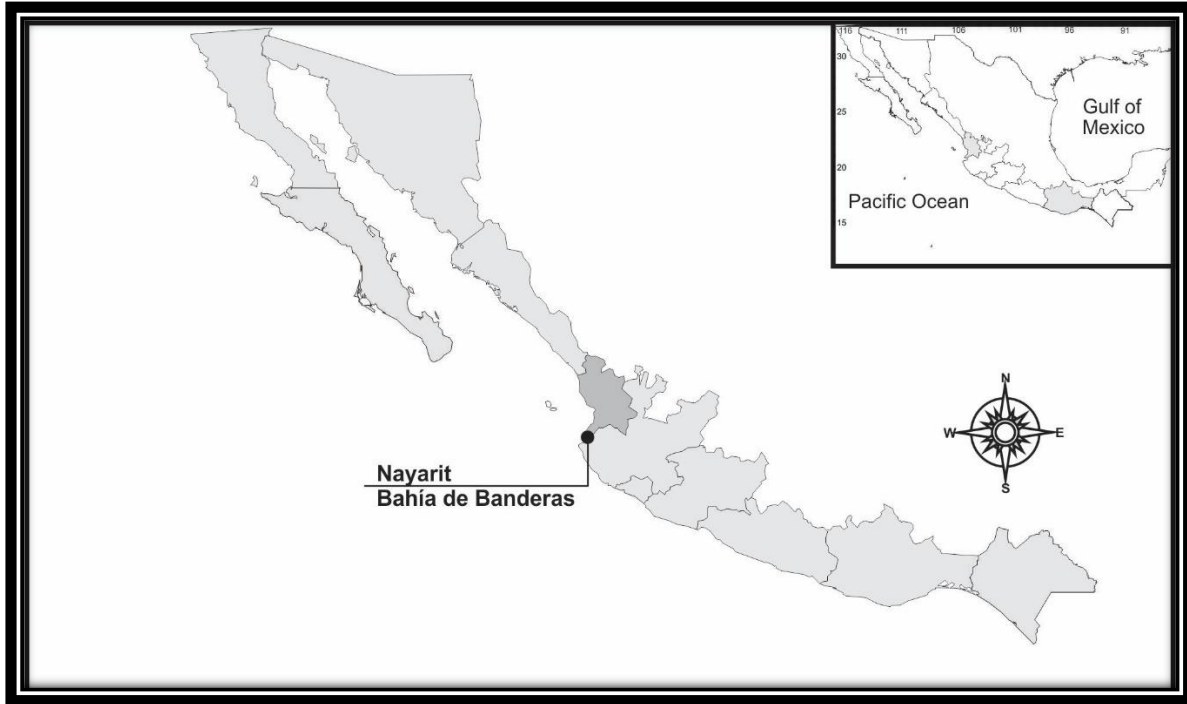 116 111 106 101 96 91
30
25
20
15
Gulf of
Mexico
Pacific Ocean
N
W E
S
Nayarit
Bahía de Banderas